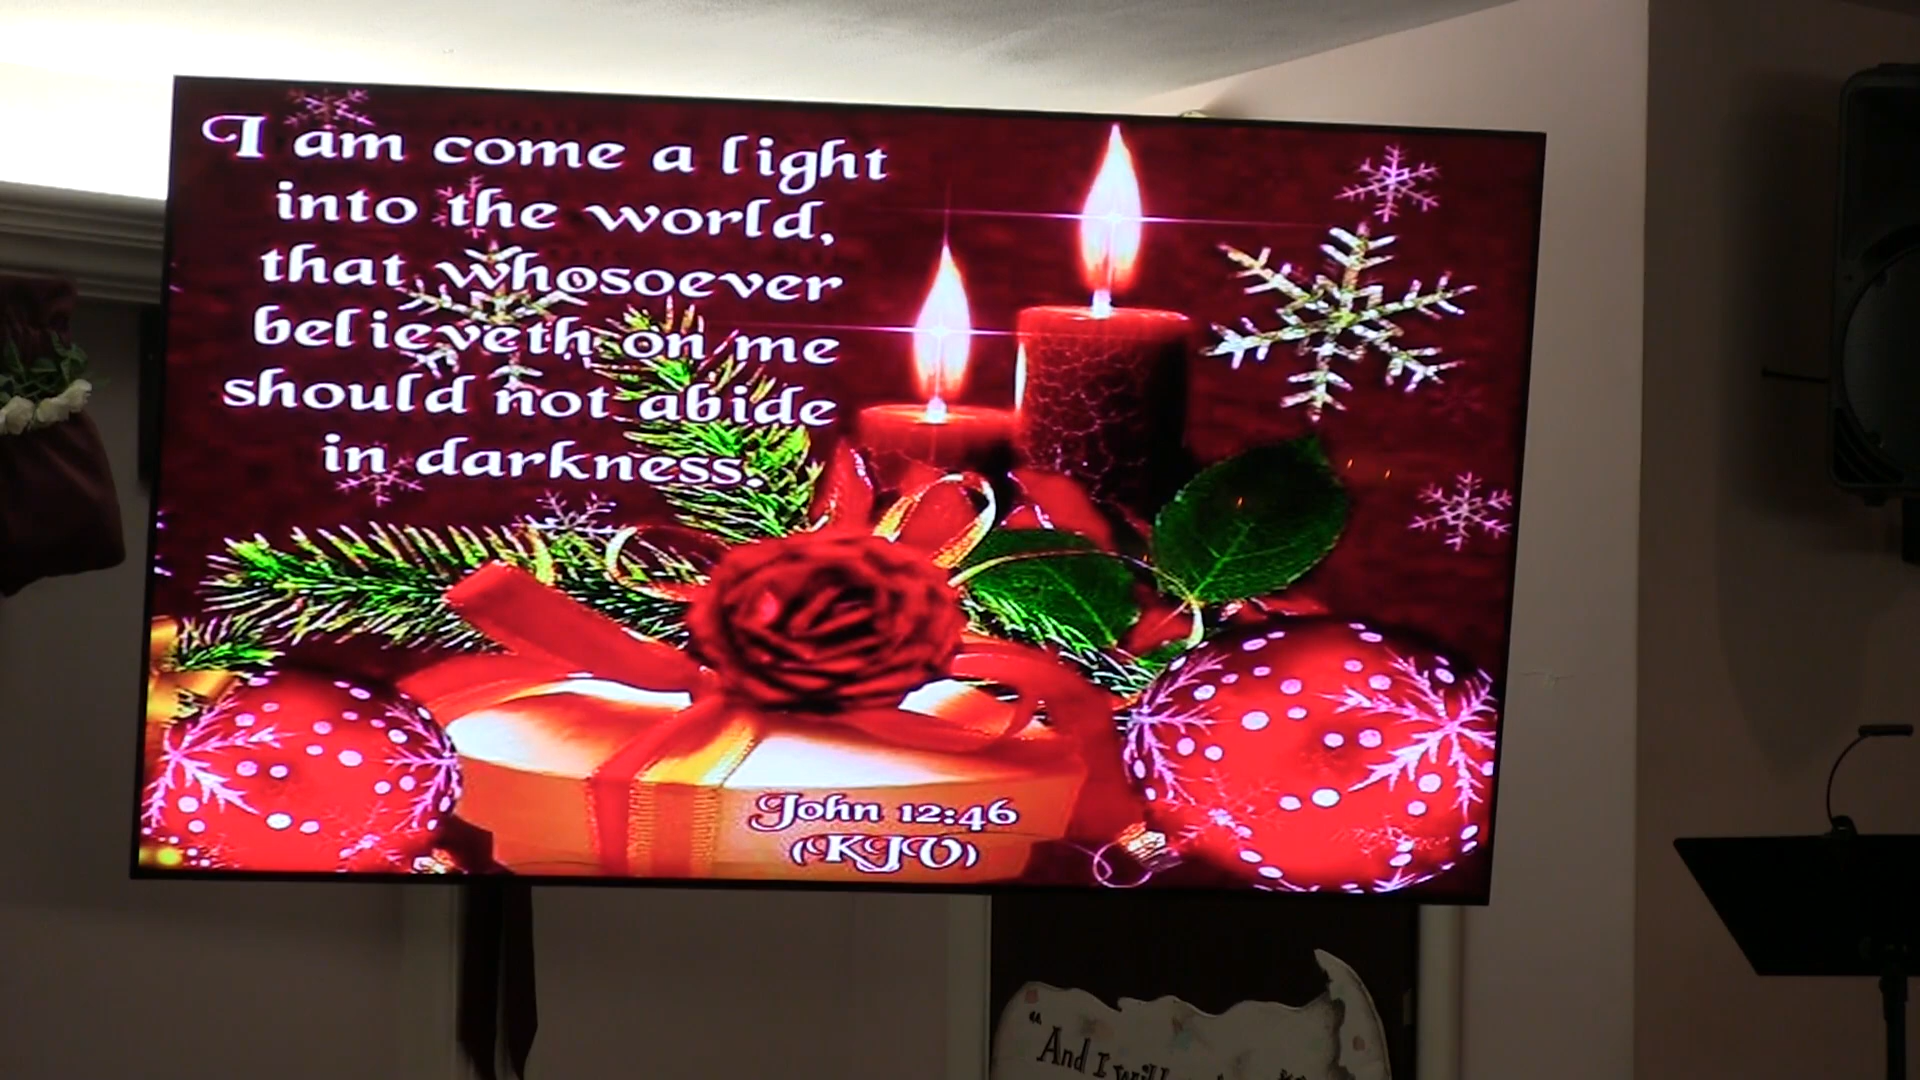 I am come a light
into the world,
that whosoever
believeth on me
should not abide
in darkness.
John 12:46
(KJV)
"And I will